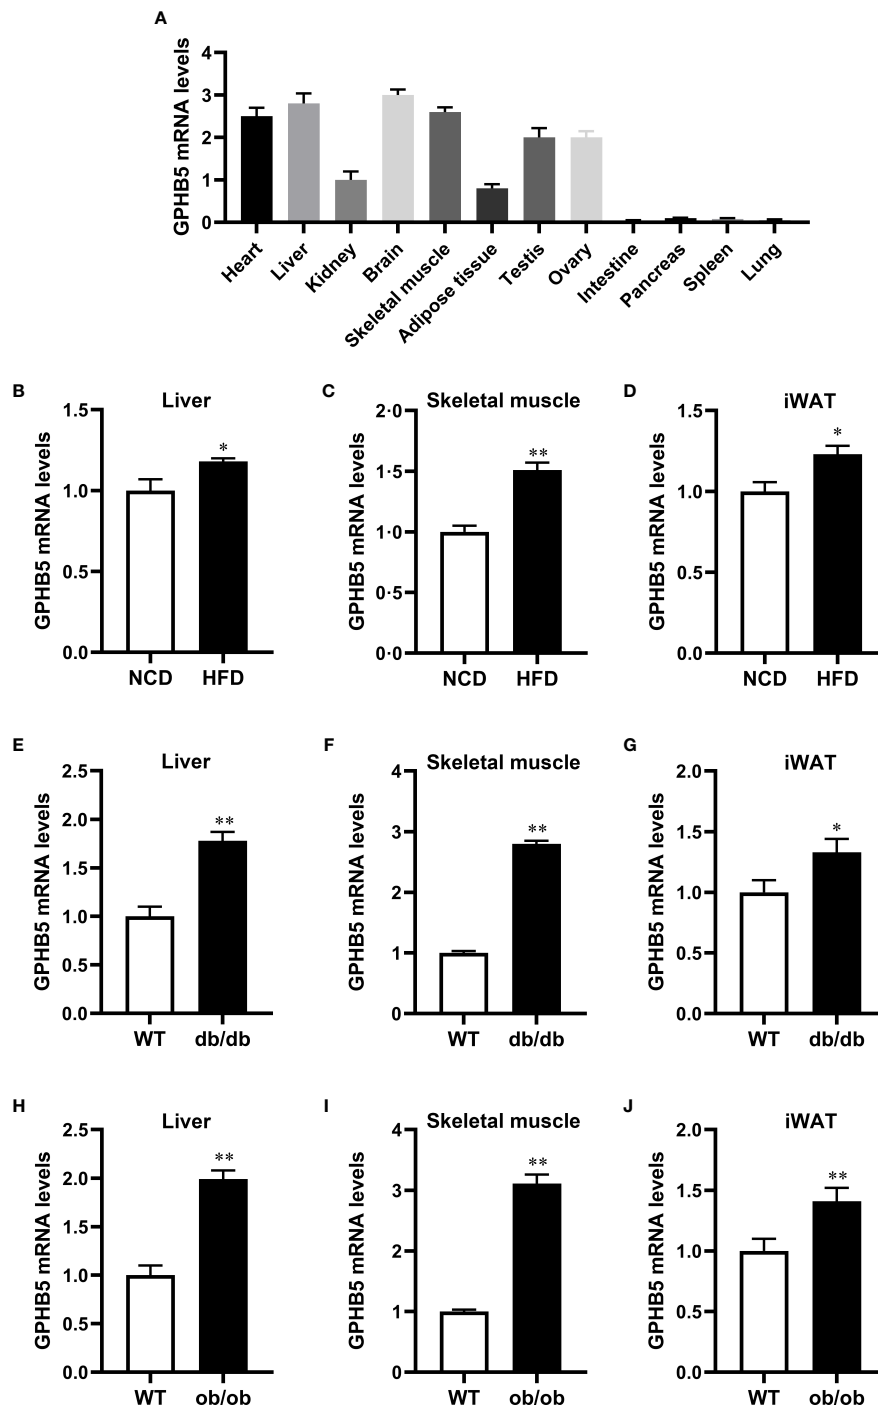 A
GPHB5 mRNA levels
4
3
2
1
0
Heart
Liver
Kidney
Brain
Skeletal muscle
Adipose tissue
Testis
Ovary
Intestine
Pancreas
Spleen
Lung
B
Liver
GPHB5 mRNA levels
1.5
1.0
0.5
0.0
*
NCD HFD
C
Skeletal muscle
GPHB5 mRNA levels
2·0
1·5
1·0
0·5
0·0
**
NCD HFD
D
iWAT
GPHB5 mRNA levels
1.5
1.0
0.5
0.0
*
NCD HFD
E
Liver
GPHB5 mRNA levels
2.5
2.0
1.5
1.0
0.5
0.0
**
WT db/db
F
Skeletal muscle
GPHB5 mRNA levels
4
3
2
1
0
**
WT db/db
G
iWAT
GPHB5 mRNA levels
2.0
1.5
1.0
0.5
0.0
*
WT db/db
H
Liver
GPHB5 mRNA levels
2.5
2.0
1.5
1.0
0.5
0.0
**
WT ob/ob
I
Skeletal muscle
GPHB5 mRNA levels
4
3
2
1
0
**
WT ob/ob
J
iWAT
GPHB5 mRNA levels
2.0
1.5
1.0
0.5
0.0
**
WT ob/ob